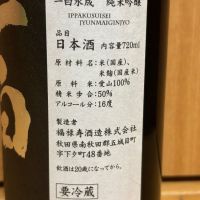 一白水成 純米吟醸
IPPAKUSUISEI
JYUNMAIGINJYO
品目
日本酒 内容量720ml
原材料名:米(国産)、
米麹(国産米)
原料米:愛山100%
精米歩合:50%
アルコール分:16度
製造者
福禄寿酒造株式会社
秋田県南秋田郡五城目町
字下タ町48番地
飲酒は20歳になってから。
要冷蔵